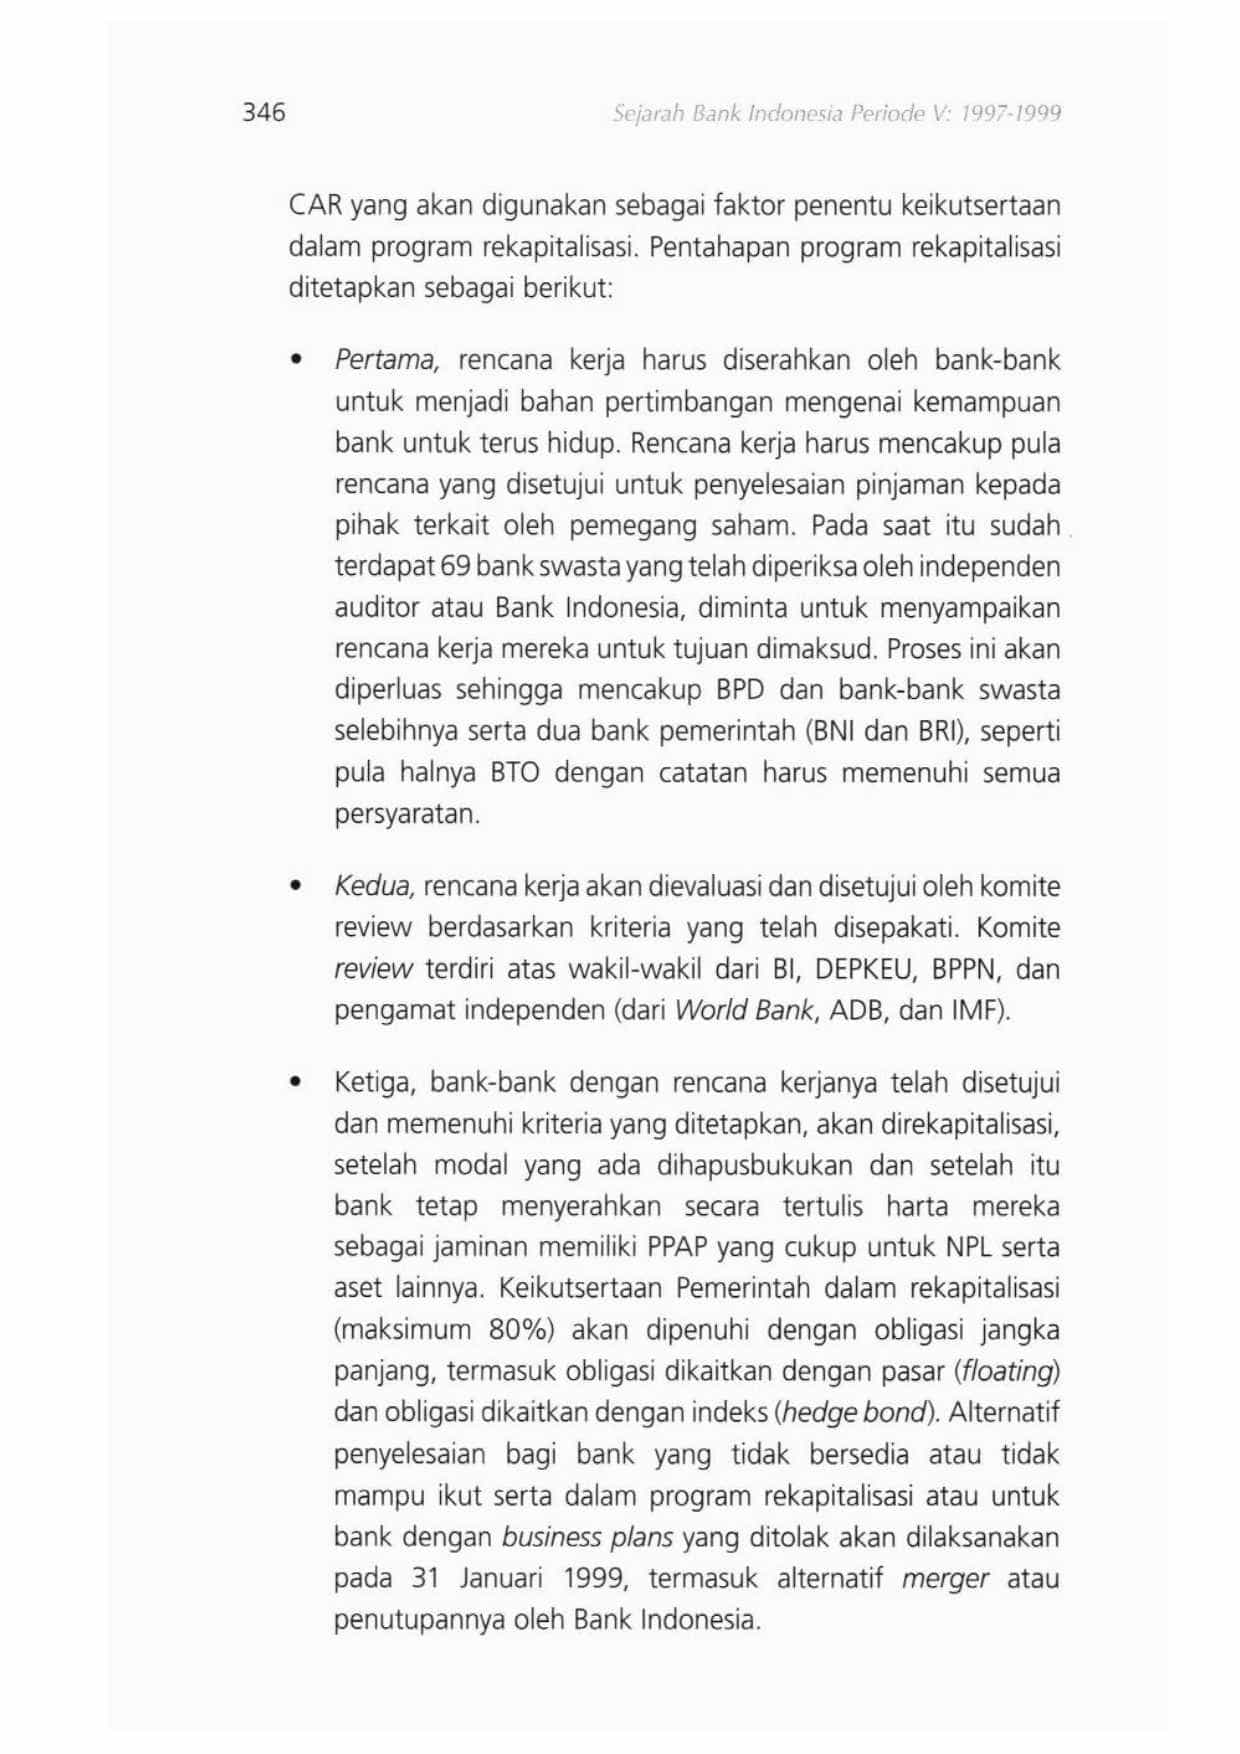 346
Sejarah Bank Indonesia Periode V: 1997-1999
CAR yang akan digunakan sebagai faktor penentu keikutsertaan
dalam program rekapitalisasi. Pentahapan program rekapitalisasi
ditetapkan sebagai berikut:
• Pertama, rencana kerja harus diserahkan oleh bank-bank
untuk menjadi bahan pertimbangan mengenai kemampuan
bank untuk terus hidup. Rencana kerja harus mencakup pula
rencana yang disetujui untuk penyelesaian pinjaman kepada
pihak terkait oleh pemegang saham. Pada saat itu sudah
terdapat 69 bank swasta yang telah diperiksa oleh independen
auditor atau Bank Indonesia, diminta untuk menyampaikan
rencana kerja mereka untuk tujuan dimaksud. Proses ini akan
diperluas sehingga mencakup BPD dan bank-bank swasta
selebihnya serta dua bank pemerintah (BNI dan BRI), seperti
pula halnya BTO dengan catatan harus memenuhi semua
persyaratan.
• Kedua, rencana kerja akan dievaluasi dan disetujui oleh komite
review berdasarkan kriteria yang telah disepakati. Komite
review terdiri atas wakil-wakil dari BI, DEPKEU, BPPN, dan
pengamat independen (dari World Bank, ADB, dan IMF).
• Ketiga, bank-bank dengan rencana kerjanya telah disetujui
dan memenuhi kriteria yang ditetapkan, akan direkapitalisasi,
setelah modal yang ada dihapusbukukan dan setelah itu
bank tetap menyerahkan secara tertulis harta mereka
sebagai jaminan memiliki PPAP yang cukup untuk NPL serta
aset lainnya. Keikutsertaan Pemerintah dalam rekapitalisasi
(maksimum 80%) akan dipenuhi dengan obligasi jangka
panjang, termasuk obligasi dikaitkan dengan pasar (floating)
dan obligasi dikaitkan dengan indeks (hedge bond). Alternatif
penyelesaian bagi bank yang tidak bersedia atau tidak
mampu ikut serta dalam program rekapitalisasi atau untuk
bank dengan business plans yang ditolak akan dilaksanakan
pada 31 Januari 1999, termasuk alternatif merger atau
penutupannya oleh Bank Indonesia.